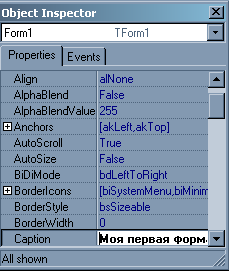 Object Inspector
Form1 TForm1
Properties Events
Align alNone
AlphaBlend False
AlphaBlendValue 255
Anchors [akLeft,akTop]
AutoScroll True
AutoSize False
BiDiMode bdLeftToRight
BorderIcons [biSystemMenu,biMinim
BorderStyle bsSizeable
BorderWidth 0
Caption Моя первая форм
All shown